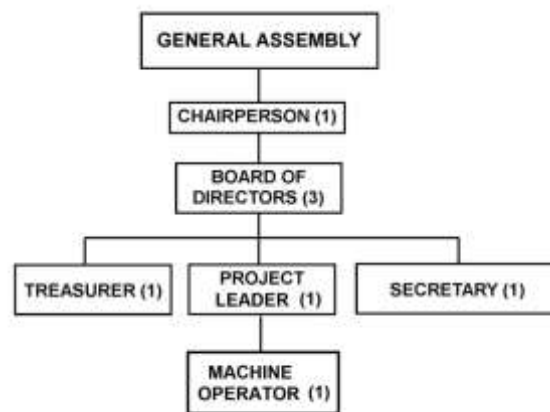 GENERAL ASSEMBLY
CHAIRPERSON (1)
BOARD OF
DIRECTORS (3)
TREASURER (1)
PROJECT
LEADER (1)
SECRETARY (1)
MACHINE
OPERATOR (1)